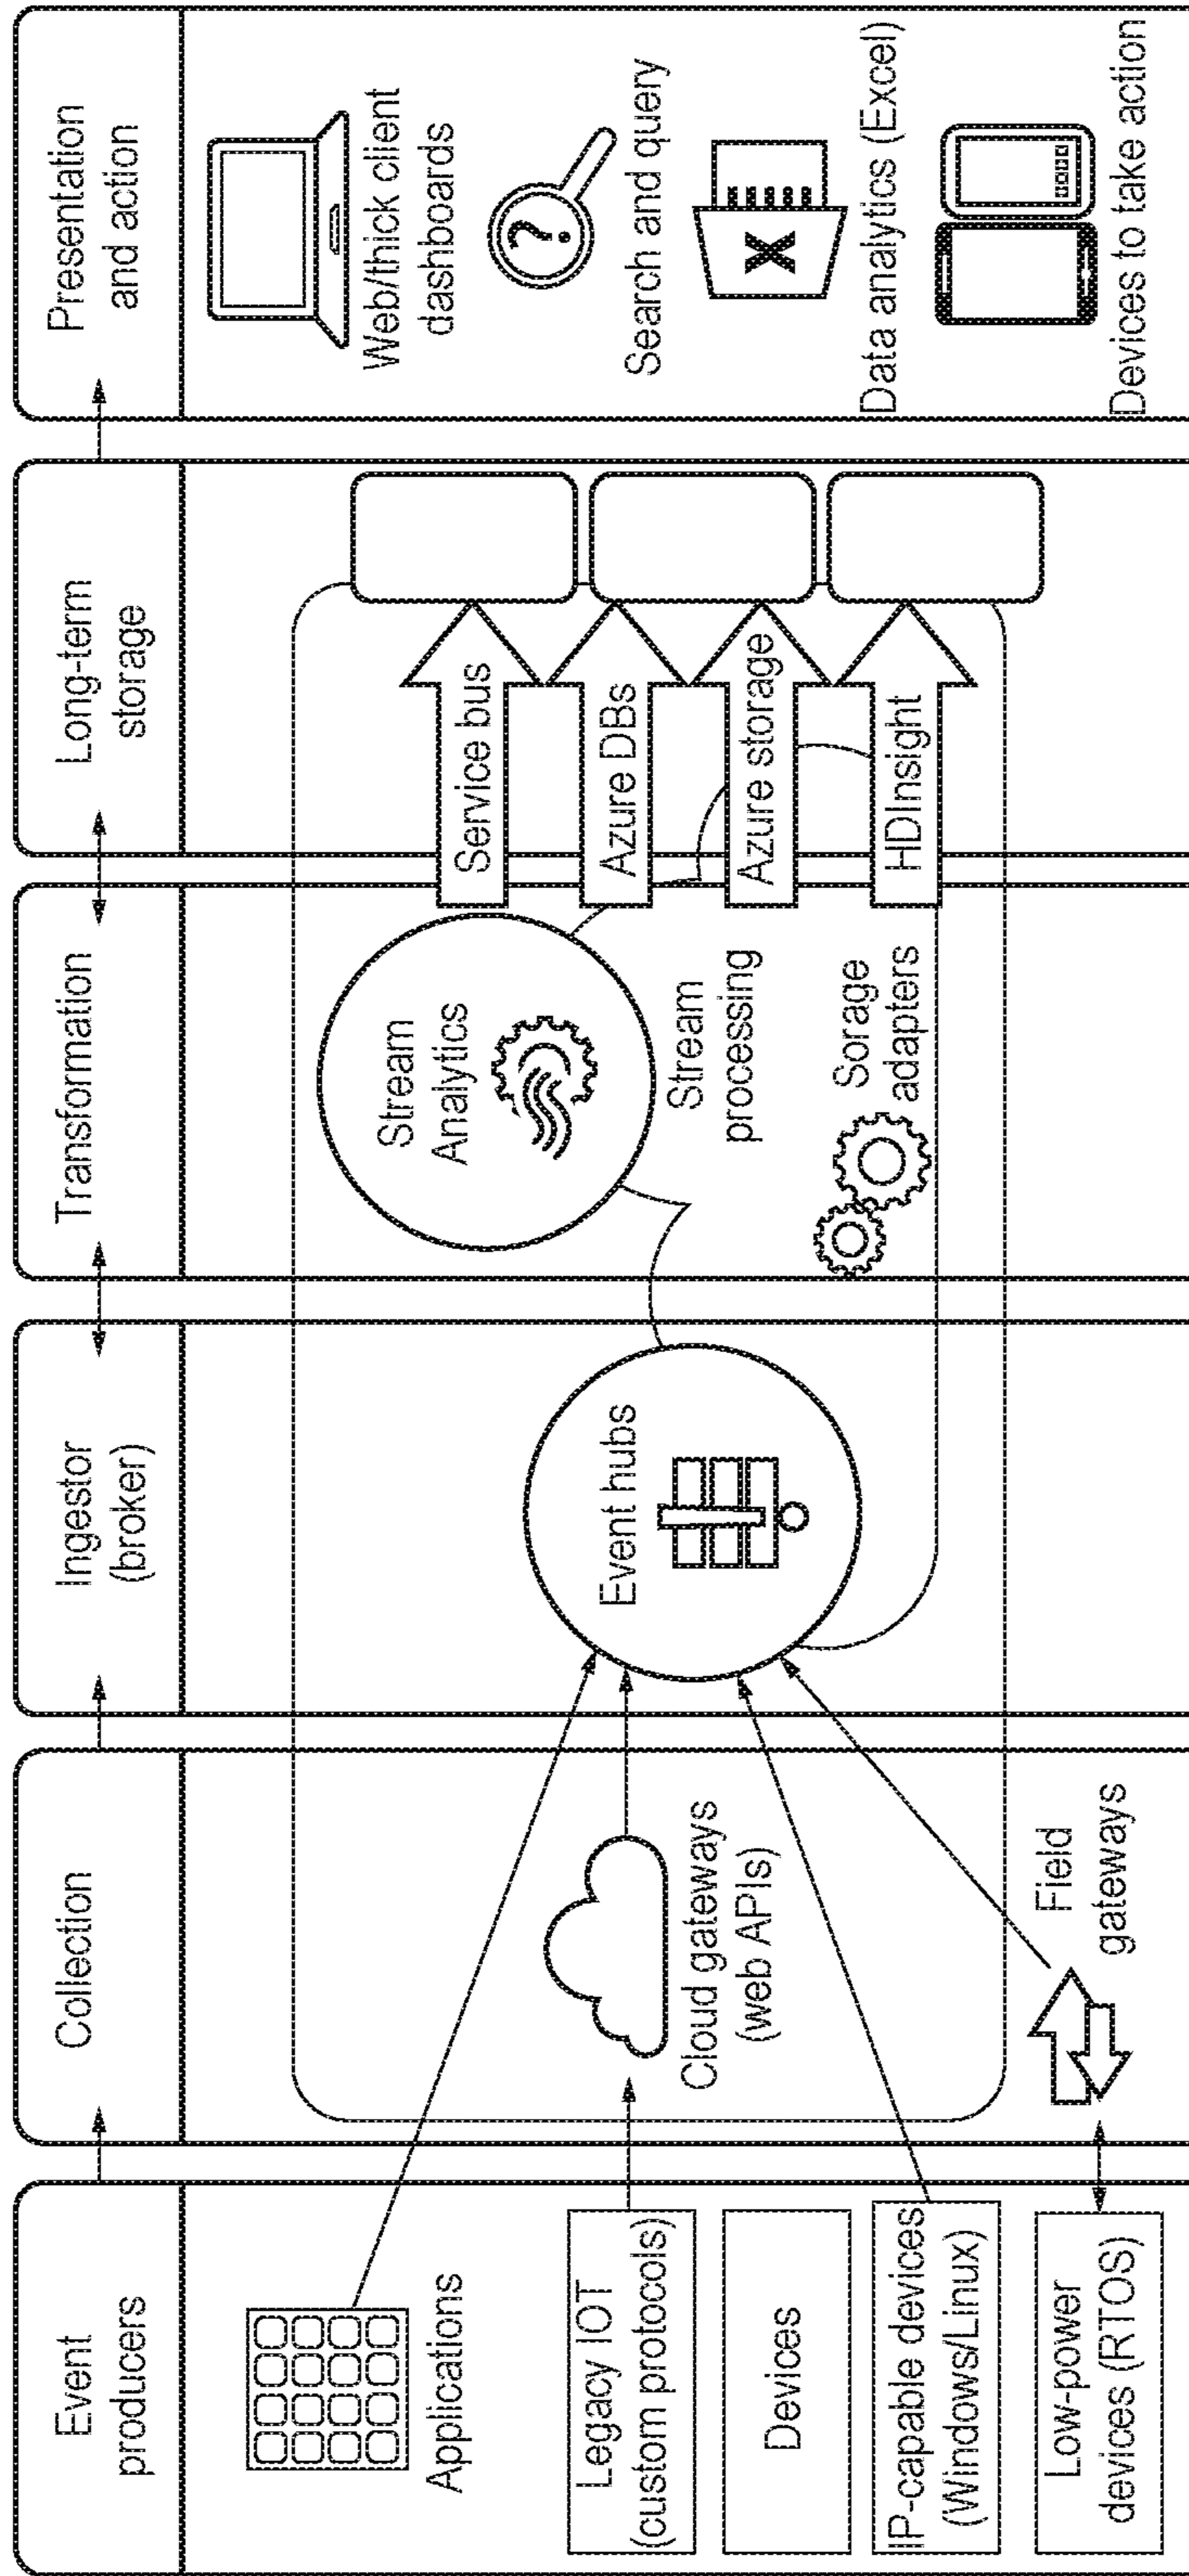 Event
producers
Collection
Ingestor
(broker)
Transformation
Long-term
storage
Presentation
and action
Applications
Legacy IOT
(custom protocols)
Devices
IP-capable devices
(Windows/Linux)
Low-power
devices (RTOS)
Cloud gateways
(web APIs)
Field
gateways
Event hubs
Stream
Analytics
Stream
processing
Sorage
adapters
Service bus
Azure DBs
Azure storage
HDInsight
Web/thick client
dashboards
?
Search and query
X
Data analytics (Excel)
Devices to take action